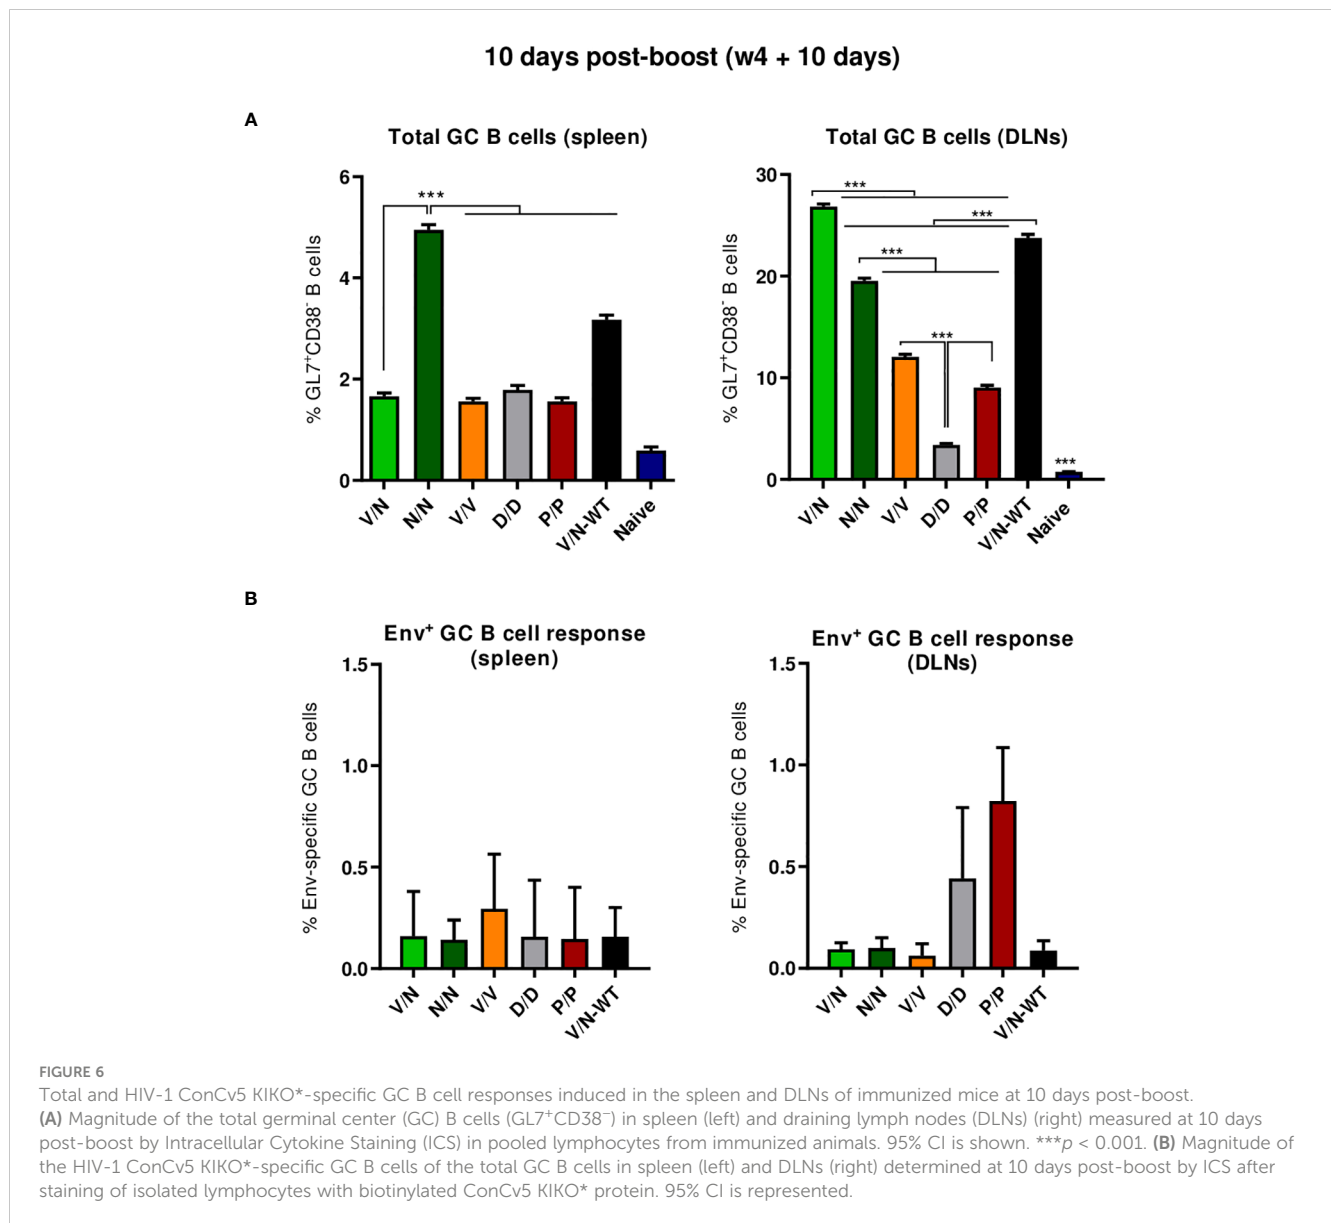 10 days post-boost (w4 + 10 days)
A
Total GC B cells (spleen)
% GL7⁺CD38⁻ B cells
6
4
2
0
***
V/N
N/N
V/V
D/D
P/P
V/N-WT
Naive
Total GC B cells (DLNs)
% GL7⁺CD38⁻ B cells
30
20
10
0
***
***
***
***
***
V/N
N/N
V/V
D/D
P/P
V/N-WT
Naive
B
Env⁺ GC B cell response
(spleen)
% Env-specific GC B cells
1.5
1.0
0.5
0.0
V/N
N/N
V/V
D/D
P/P
V/N-WT
Env⁺ GC B cell response
(DLNs)
% Env-specific GC B cells
1.5
1.0
0.5
0.0
V/N
N/N
V/V
D/D
P/P
V/N-WT
FIGURE 6
Total and HIV-1 ConCv5 KIKO*-specific GC B cell responses induced in the spleen and DLNs of immunized mice at 10 days post-boost.
(A) Magnitude of the total germinal center (GC) B cells (GL7⁺CD38⁻) in spleen (left) and draining lymph nodes (DLNs) (right) measured at 10 days
post-boost by Intracellular Cytokine Staining (ICS) in pooled lymphocytes from immunized animals. 95% CI is shown. ***p < 0.001. (B) Magnitude of
the HIV-1 ConCv5 KIKO*-specific GC B cells of the total GC B cells in spleen (left) and DLNs (right) determined at 10 days post-boost by ICS after
staining of isolated lymphocytes with biotinylated ConCv5 KIKO* protein. 95% CI is represented.